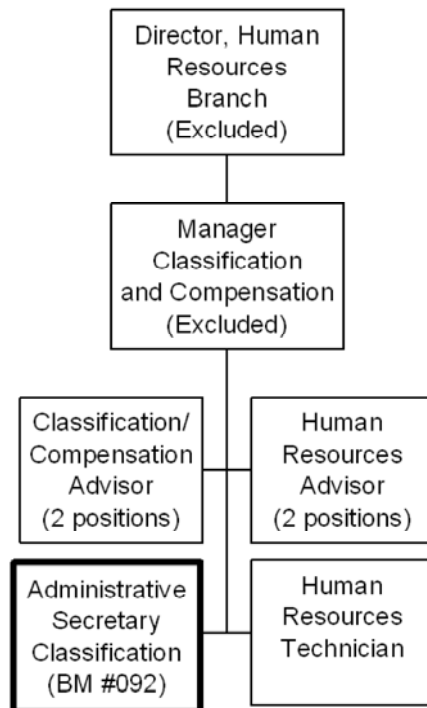 Director, Human
Resources
Branch
(Excluded)
Manager
Classification
and Compensation
(Excluded)
Classification/
Compensation
Advisor
(2 positions)
Human
Resources
Advisor
(2 positions)
Administrative
Secretary
Classification
(BM #092)
Human
Resources
Technician